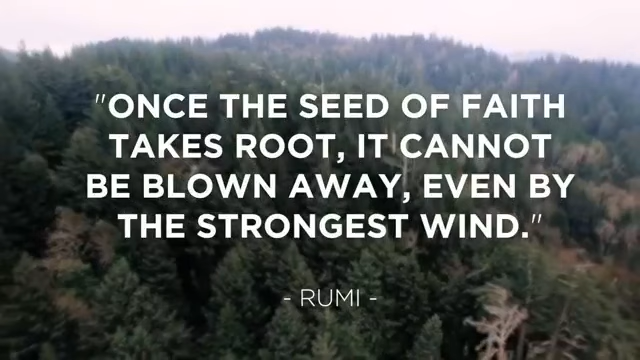 "ONCE THE SEED OF FAITH
TAKES ROOT, IT CANNOT
BE BLOWN AWAY, EVEN BY
THE STRONGEST WIND."
- RUMI -